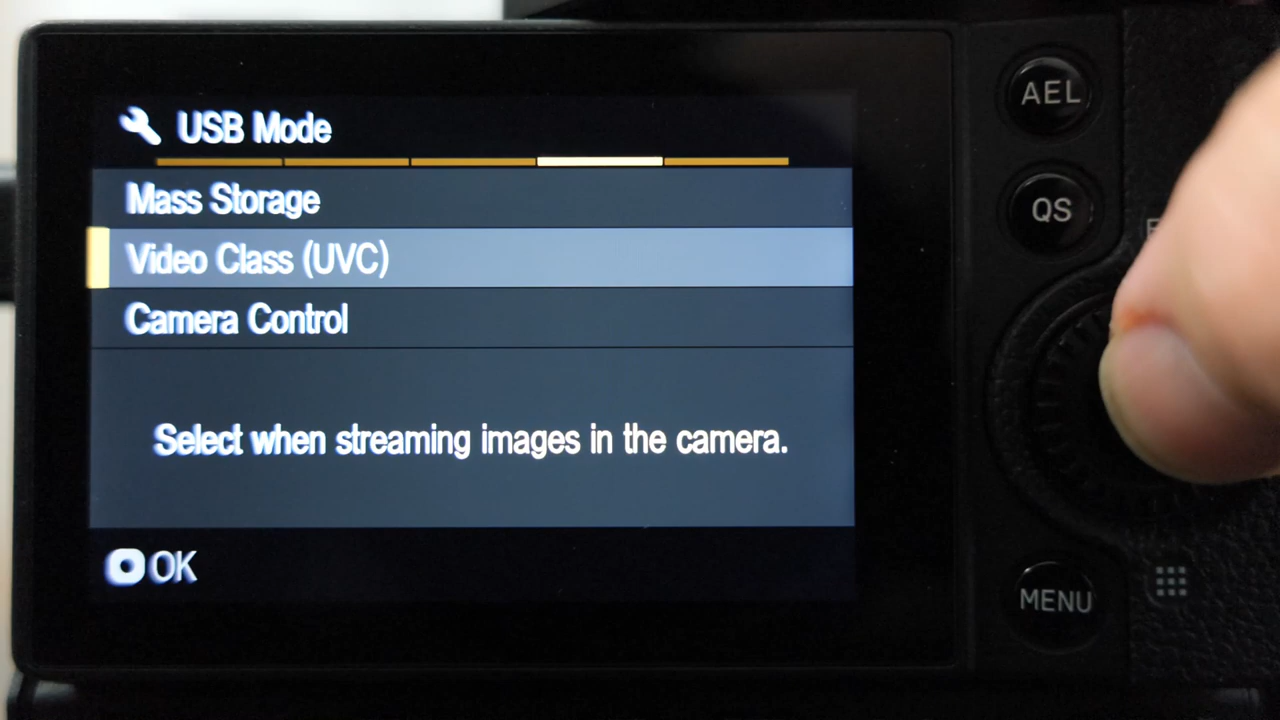 USB Mode
Mass Storage
Video Class (UVC)
Camera Control
Select when streaming images in the camera.
OK
AEL
QS
MENU